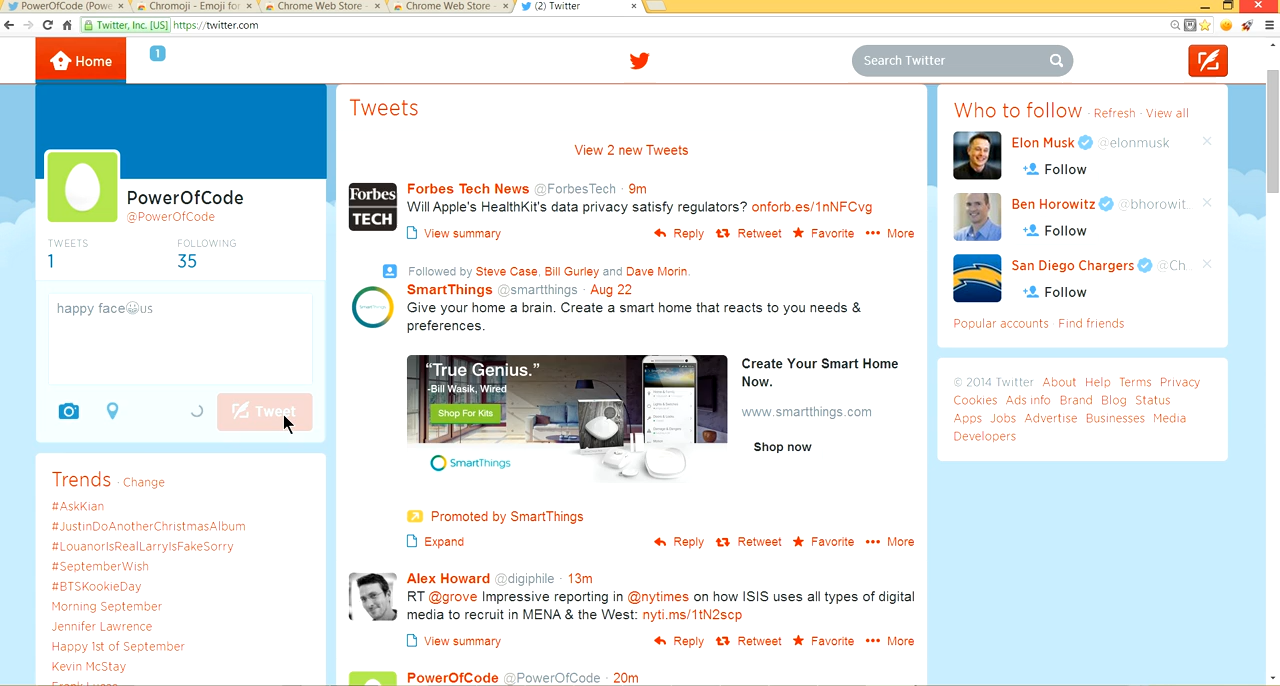 PowerOfCode (Pow
Chromoji - Emoji fo
Chrome Web Store -
Chrome Web Store -
(2) Twitter
Twitter, Inc. [US]
https://twitter.com
Home
1
Search Twitter
PowerOfCode
@PowerOfCode
TWEETS
FOLLOWING
1
35
happy face😀us
Tweet
Trends · Change
#AskKian
#JustinDoAnotherChristmasAlbum
#LouanorIsRealLarryIsFakeSorry
#SeptemberWish
#BTSKookieDay
Morning September
Jennifer Lawrence
Happy 1st of September
Kevin McStay
Tweets
View 2 new Tweets
Forbes
TECH
Forbes Tech News @ForbesTech · 9m
Will Apple's HealthKit's data privacy satisfy regulators? onforb.es/1nNFCvg
View summary
Reply Retweet Favorite More
Followed by Steve Case, Bill Gurley and Dave Morin.
SmartThings @smartthings · Aug 22
Give your home a brain. Create a smart home that reacts to you needs &
preferences.
“True Genius.”
-Bill Wasik, Wired
Shop For Kits
SmartThings
Create Your Smart Home
Now.
www.smartthings.com
Shop now
Promoted by SmartThings
Expand
Reply Retweet Favorite More
Alex Howard @digiphile · 13m
RT @grove Impressive reporting in @nytimes on how ISIS uses all types of digital
media to recruit in MENA & the West: nyti.ms/1tN2scp
View summary
Reply Retweet Favorite More
PowerOfCode @PowerOfCode · 20m
Who to follow · Refresh · View all
Elon Musk @elonmusk
Follow
Ben Horowitz @bhorowit..
Follow
San Diego Chargers @Ch
Follow
Popular accounts · Find friends
© 2014 Twitter About Help Terms Privacy
Cookies Ads info Brand Blog Status
Apps Jobs Advertise Businesses Media
Developers